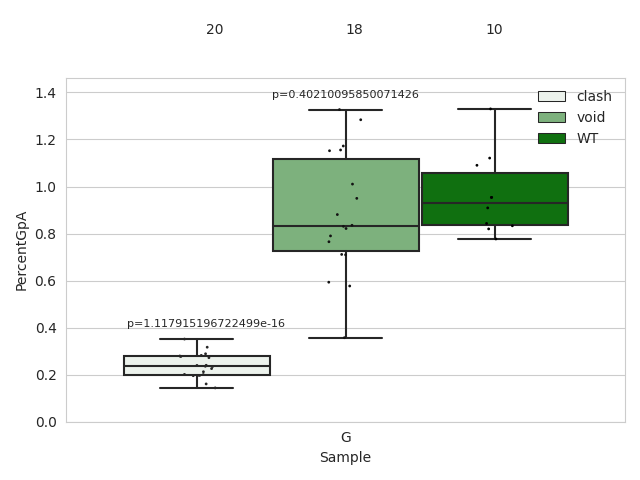 20 18 10
p=0.40210095850071426
clash
void
WT
p=1.117915196722499e-16
PercentGpA
1.4
1.2
1.0
0.8
0.6
0.4
0.2
0.0
G
Sample